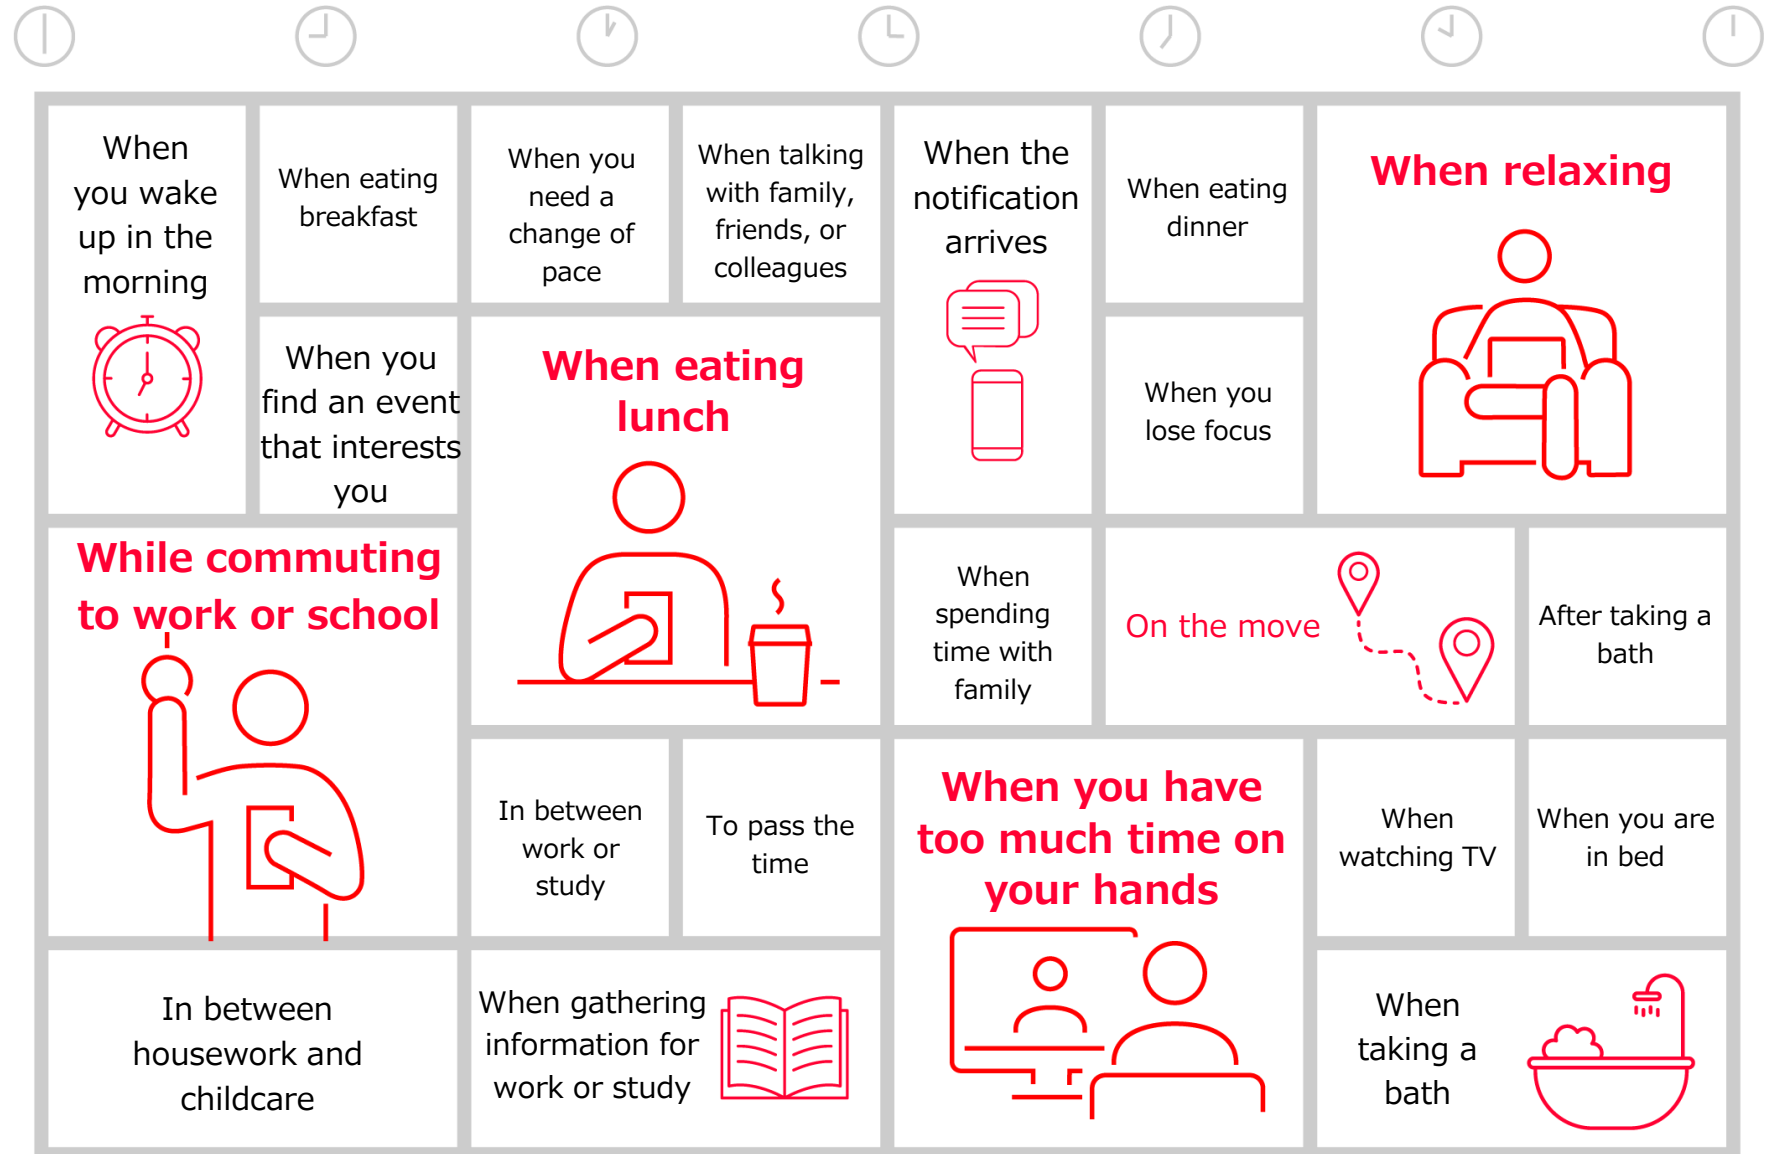 When
you wake
up in the
morning
When eating
breakfast
When you
need a
change of
pace
When talking
with family,
friends, or
colleagues
When the
notification
arrives
When eating
dinner
When relaxing
When you
find an event
that interests
you
When eating
lunch
When you
lose focus
While commuting
to work or school
When
spending
time with
family
On the move
After taking a
bath
In between
work or
study
To pass the
time
When you have
too much time on
your hands
When
watching TV
When you are
in bed
In between
housework and
childcare
When gathering
information for
work or study
When
taking a
bath